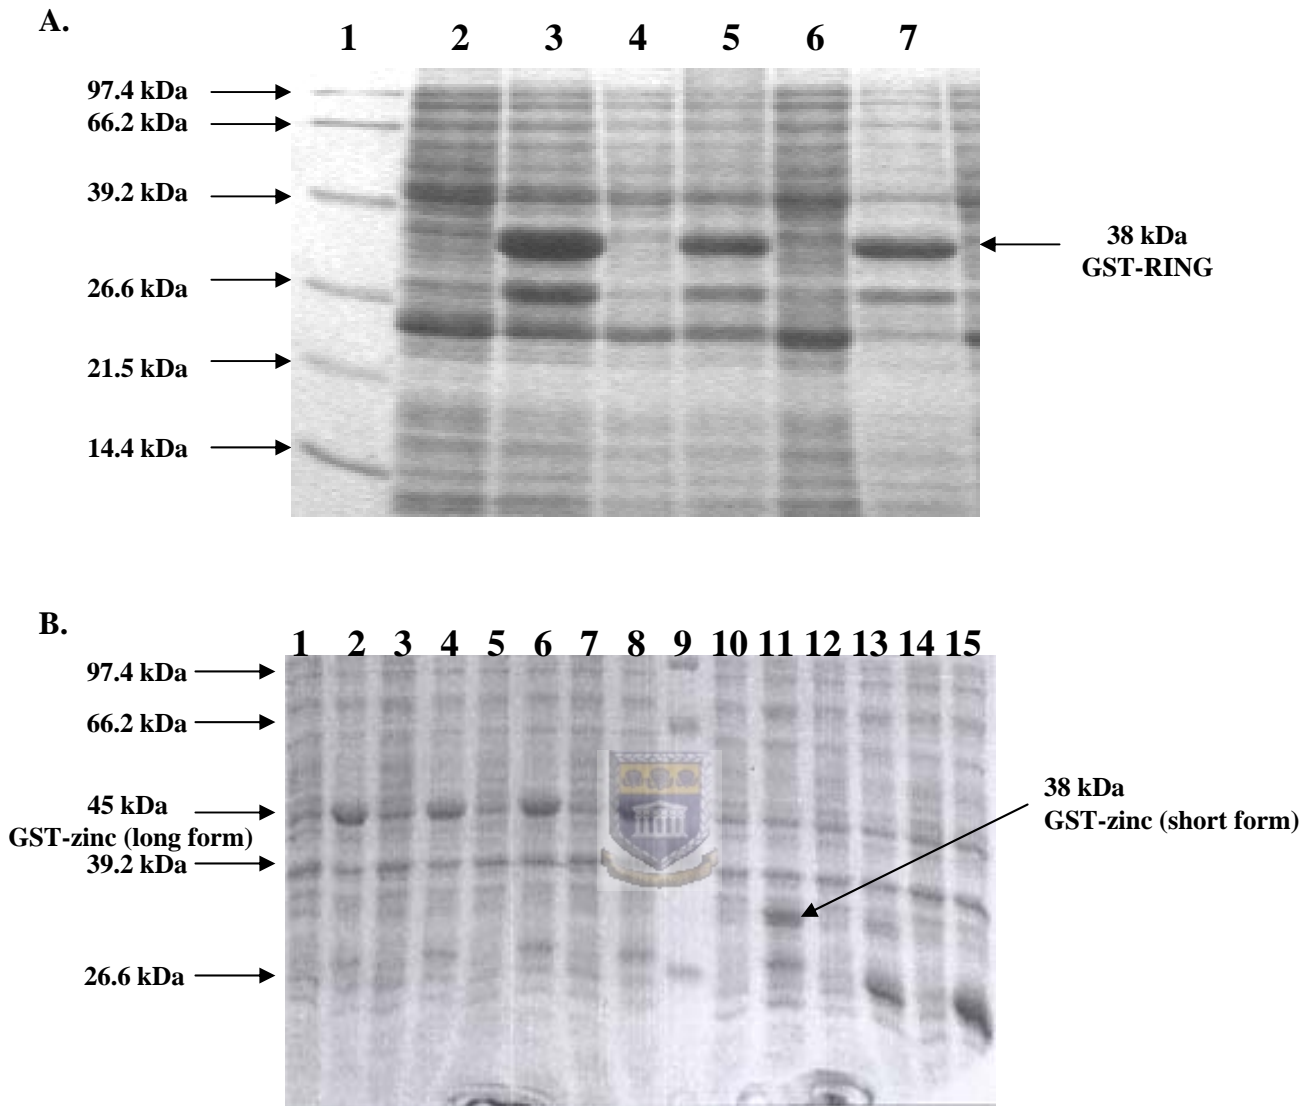 A.
1 2 3 4 5 6 7
97.4 kDa
66.2 kDa
39.2 kDa
26.6 kDa
21.5 kDa
14.4 kDa
38 kDa
GST-RING
B.
1 2 3 4 5 6 7 8 9 10 11 12 13 14 15
97.4 kDa
66.2 kDa
45 kDa
GST-zinc (long form)
39.2 kDa
26.6 kDa
38 kDa
GST-zinc (short form)